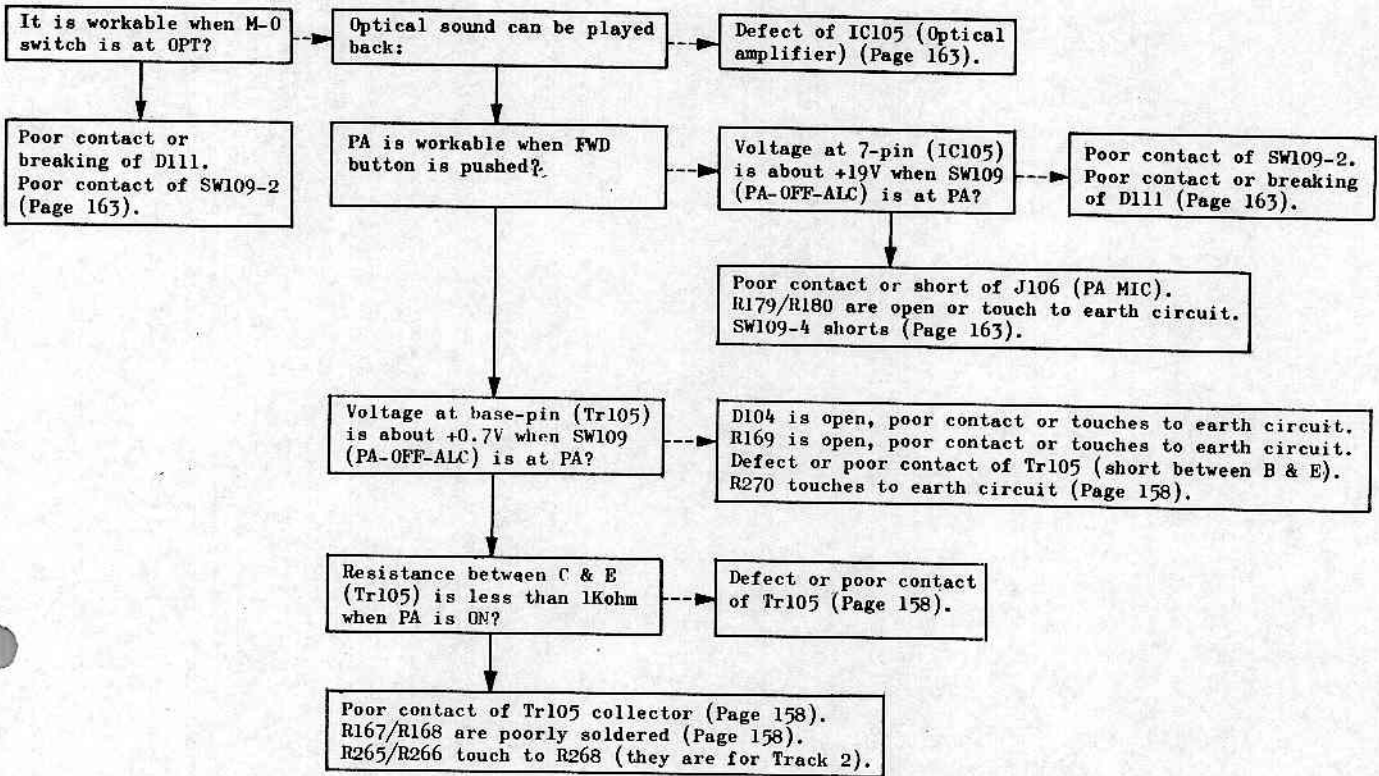 It is workable when M-O
switch is at OPT?
Optical sound can be played
back:
Defect of IC105 (Optical
amplifier) (Page 163).
Poor contact or
breaking of D111.
Poor contact of SW109-2
(Page 163).
PA is workable when FWD
button is pushed?
Voltage at 7-pin (IC105)
is about +19V when SW109
(PA-OFF-ALC) is at PA?
Poor contact of SW109-2.
Poor contact or breaking
of D111 (Page 163).
Poor contact or short of J106 (PA MIC).
R179/R180 are open or touch to earth circuit.
SW109-4 shorts (Page 163).
Voltage at base-pin (Tr105)
is about +0.7V when SW109
(PA-OFF-ALC) is at PA?
D104 is open, poor contact or touches to earth circuit.
R169 is open, poor contact or touches to earth circuit.
Defect or poor contact of Tr105 (short between B & E).
R270 touches to earth circuit (Page 158).
Resistance between C & E
(Tr105) is less than 1Kohm
when PA is ON?
Defect or poor contact
of Tr105 (Page 158).
Poor contact of Tr105 collector (Page 158).
R167/R168 are poorly soldered (Page 158).
R265/R266 touch to R268 (they are for Track 2).